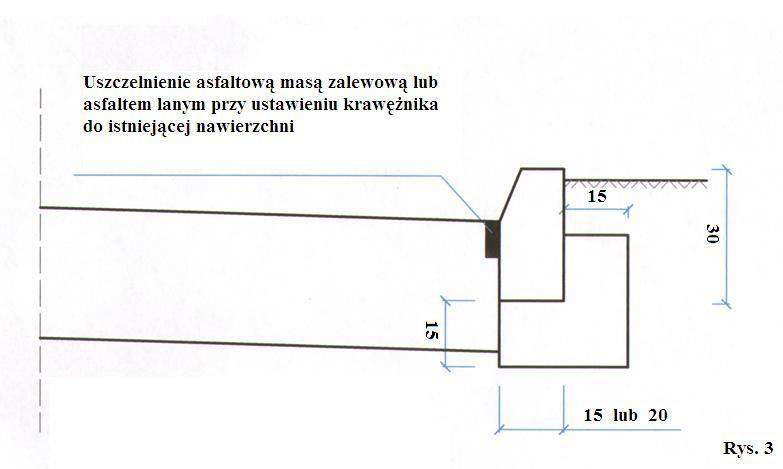 Uszczelnienie asfaltową masą zalewową lub
asfaltem lanym przy ustawieniu krawężnika
do istniejącej nawierzchni
15
30
15
15 lub 20
Rys. 3